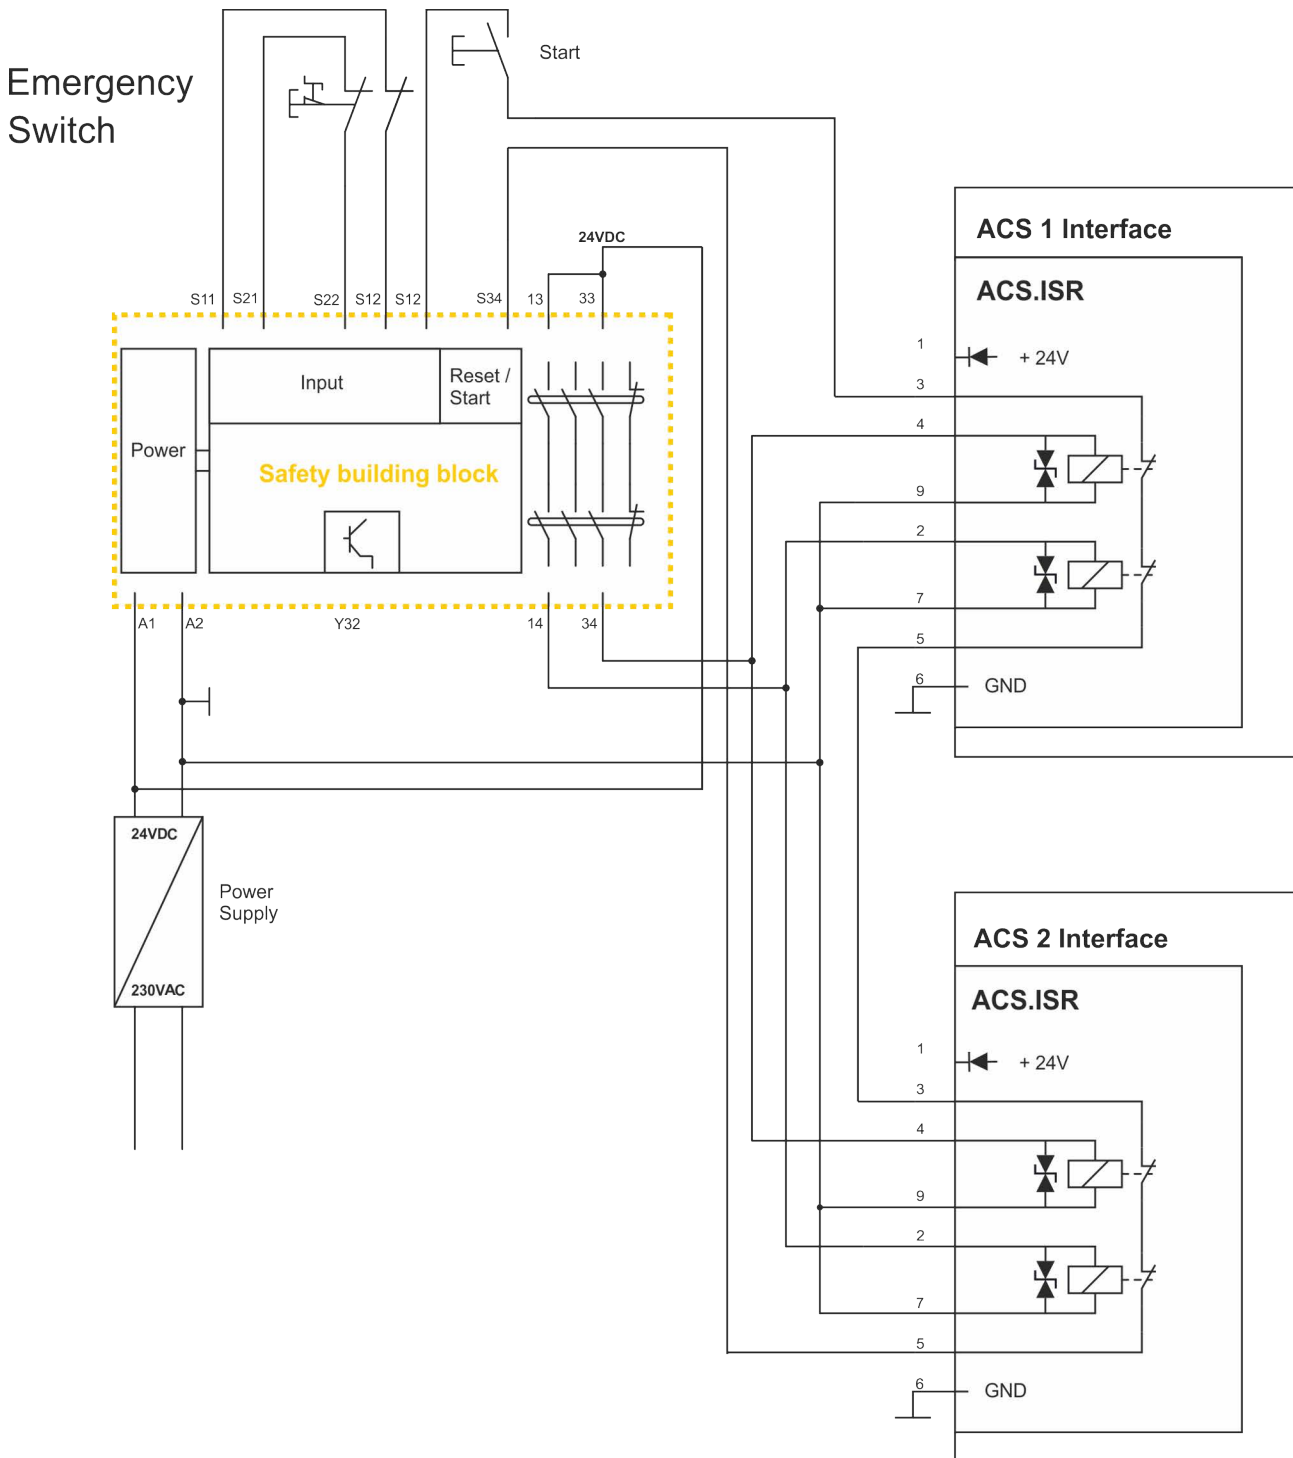 Emergency
Switch
Start
24VDC
S11
S21
S22
S12
S12
S34
13
33
Input
Reset /
Start
Power
Safety building block
A1
A2
Y32
14
34
24VDC
230VAC
Power
Supply
ACS 1 Interface
ACS.ISR
1
+ 24V
3
4
9
2
7
5
6
GND
ACS 2 Interface
ACS.ISR
1
+ 24V
3
4
9
2
7
5
6
GND